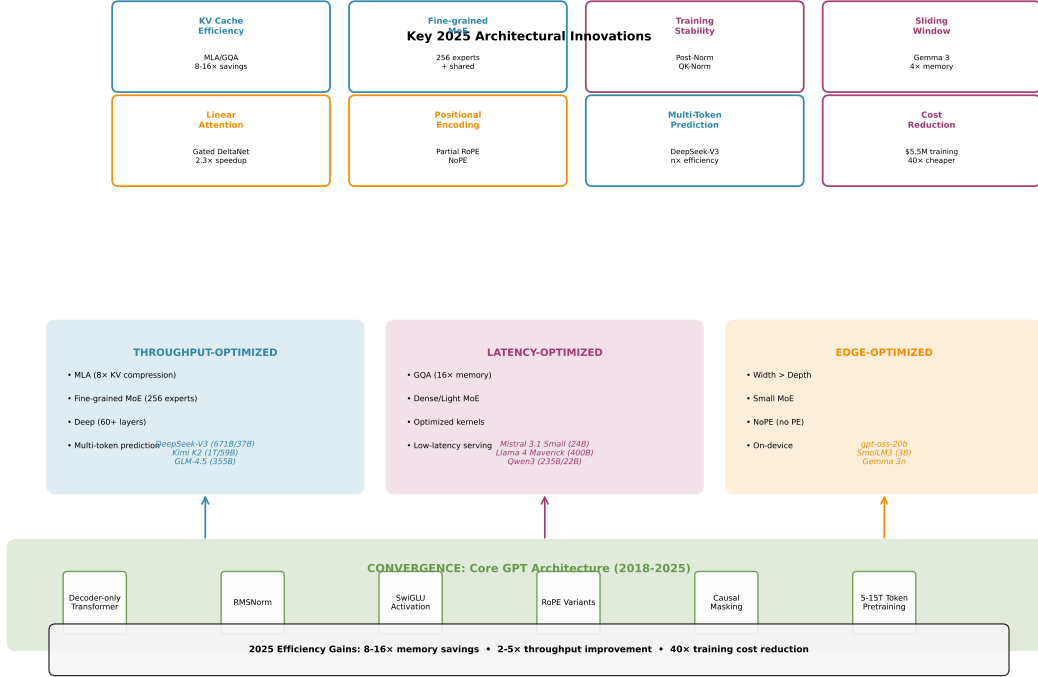 KV Cache
Efficiency
MLA/GQA
8-16× savings
Fine-grained
MoE
256 experts
+ shared
Training
Stability
Post-Norm
QK-Norm
Sliding
Window
Gemma 3
4× memory
Key 2025 Architectural Innovations
Linear
Attention
Gated DeltaNet
2.3× speedup
Positional
Encoding
Partial RoPE
NoPE
Multi-Token
Prediction
DeepSeek-V3
n× efficiency
Cost
Reduction
$5.5M training
40× cheaper
THROUGHPUT-OPTIMIZED
• MLA (8× KV compression)
• Fine-grained MoE (256 experts)
• Deep (60+ layers)
• Multi-token prediction
DeepSeek-V3 (671B/37B)
Kimi K2 (1T/59B)
GLM-4.5 (355B)
LATENCY-OPTIMIZED
• GQA (16× memory)
• Dense/Light MoE
• Optimized kernels
• Low-latency serving
Mistral 3.1 Small (24B)
Llama 4 Maverick (400B)
Qwen3 (235B/22B)
EDGE-OPTIMIZED
• Width > Depth
• Small MoE
• NoPE (no PE)
• On-device
gpt-oss-20b
SmolLM3 (3B)
Gemma 3n
CONVERGENCE: Core GPT Architecture (2018-2025)
Decoder-only
Transformer
RMSNorm
SwiGLU
Activation
RoPE Variants
Causal
Masking
5-15T Token
Pretraining
2025 Efficiency Gains: 8-16× memory savings • 2-5× throughput improvement • 40× training cost reduction